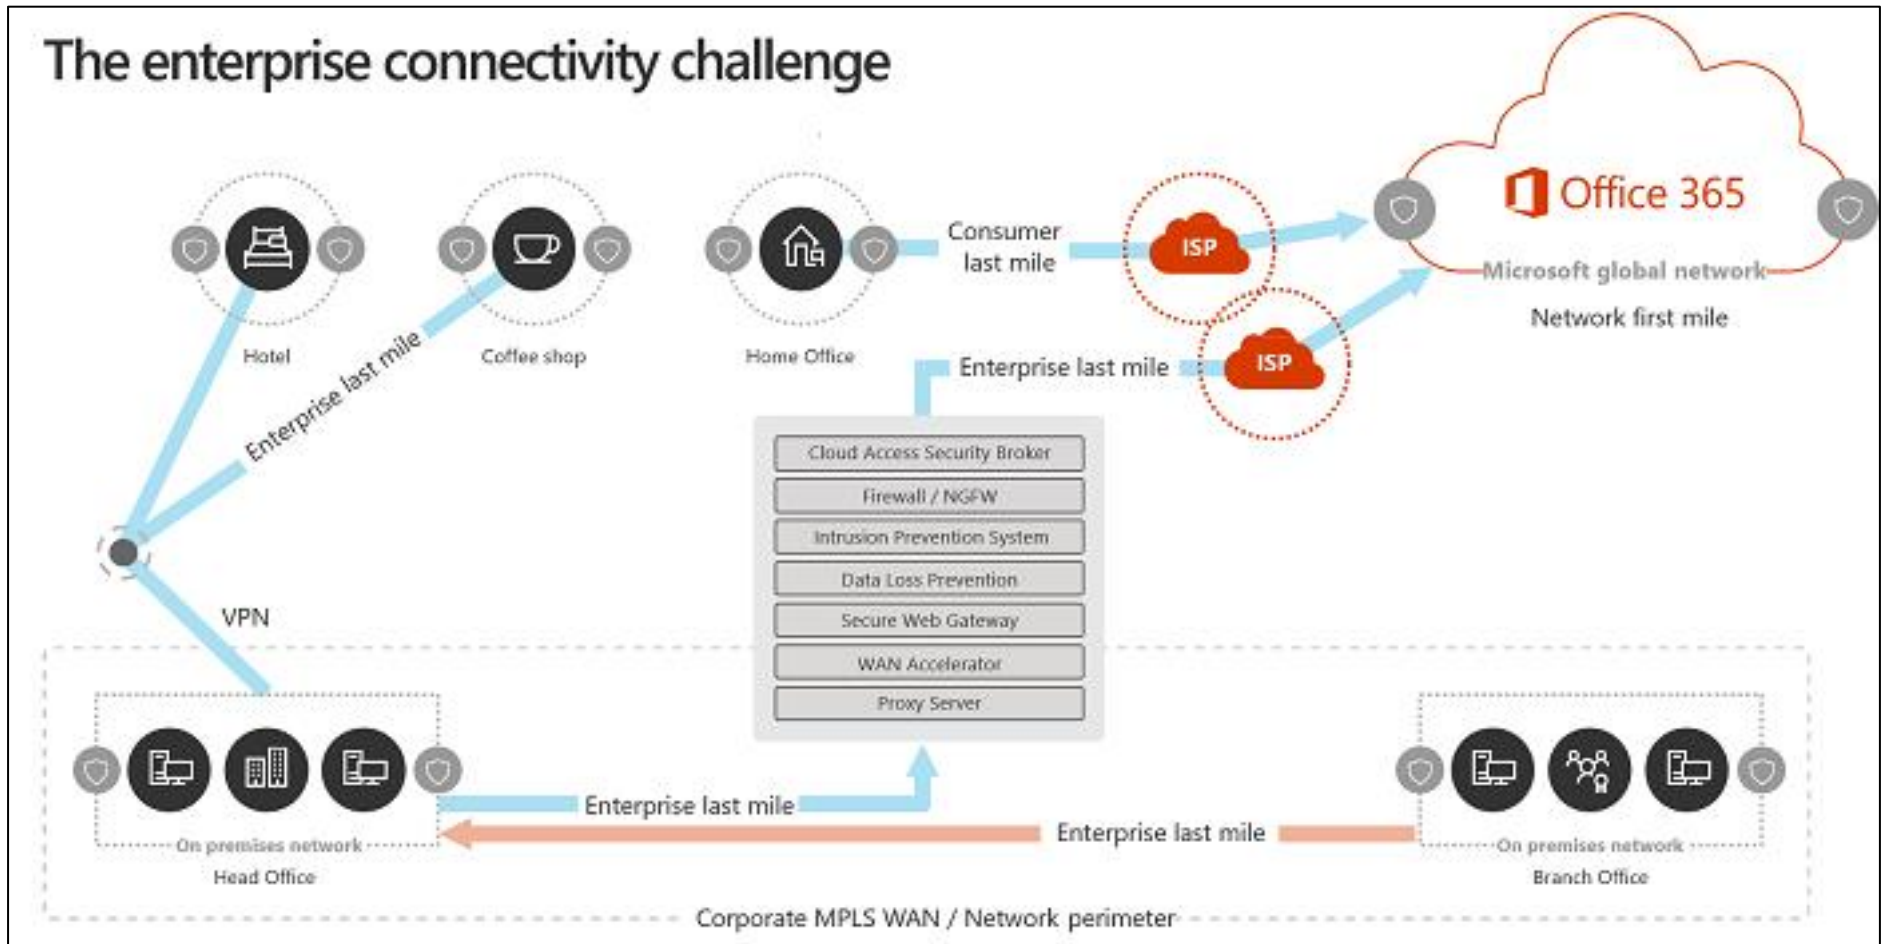 The enterprise connectivity challenge
Office 365
Microsoft global network
Network first mile
Consumer
last mile
ISP
Hotel
Coffee shop
Home Office
Enterprise last mile
Enterprise last mile
ISP
Cloud Access Security Broker
Firewall / NGFW
Intrusion Prevention System
Data Loss Prevention
Secure Web Gateway
WAN Accelerator
Proxy Server
VPN
Enterprise last mile
Enterprise last mile
On premises network
Head Office
On premises network
Branch Office
Corporate MPLS WAN / Network perimeter